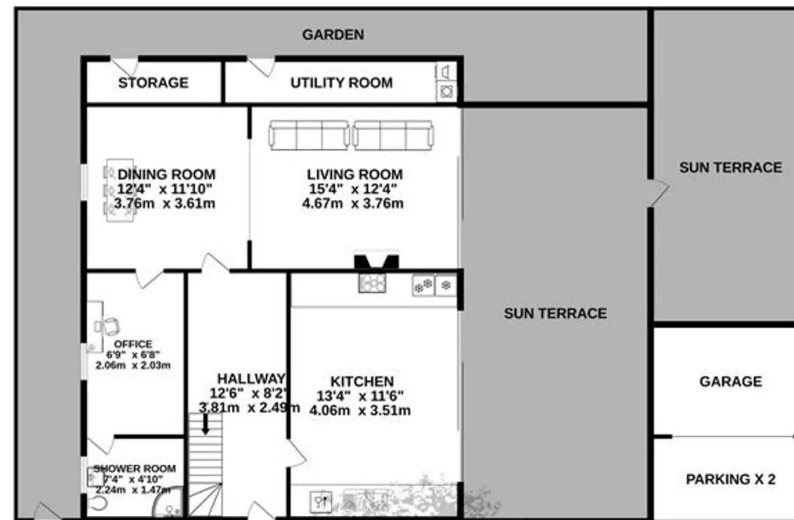 GARDEN
STORAGE
UTILITY ROOM
SUN TERRACE
DINING ROOM
12'4" x 11'10"
3.76m x 3.61m
LIVING ROOM
15'4" x 12'4"
4.67m x 3.76m
SUN TERRACE
OFFICE
6'9" x 6'8"
2.06m x 2.03m
HALLWAY
12'6" x 8'2"
3.81m x 2.49m
KITCHEN
13'4" x 11'6"
4.06m x 3.51m
GARAGE
SHOWER ROOM
7'4" x 4'10"
2.24m x 1.47m
PARKING X 2